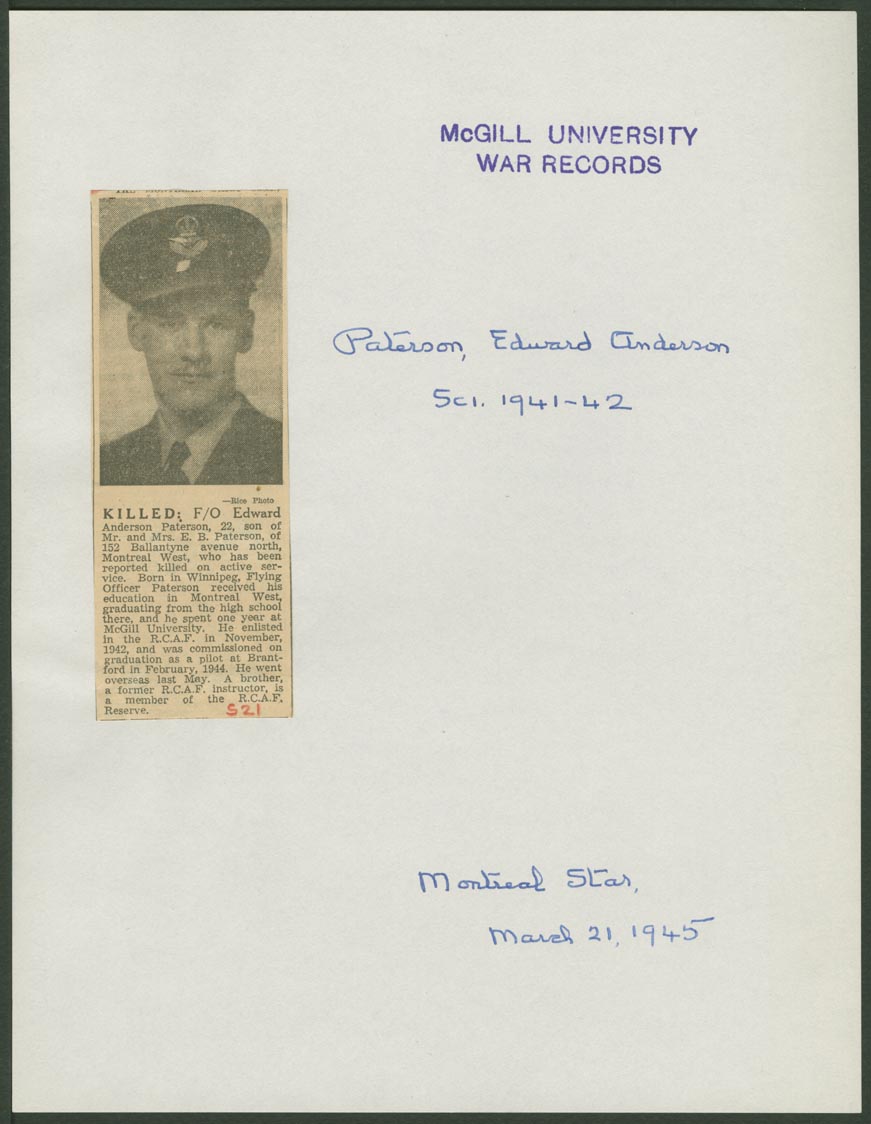 McGILL UNIVERSITY
WAR RECORDS
Paterson, Edward Anderson
Sci. 1941-42
—Rice Photo
KILLED: F/O Edward
Anderson Paterson, 22, son of
Mr. and Mrs. E. B. Paterson, of
152 Ballantyne avenue north,
Montreal West, who has been
reported killed on active ser-
vice. Born in Winnipeg, Flying
Officer Paterson received his
education in Montreal West,
graduating from the high school
there, and he spent one year at
McGill University. He enlisted
in the R.C.A.F. in November,
1942, and was commissioned on
graduation as a pilot at Brant-
ford in February, 1944. He went
overseas last May. A brother,
a former R.C.A.F. instructor, is
a member of the R.C.A.F.
Reserve.
S21
Montreal Star,
March 21, 1945